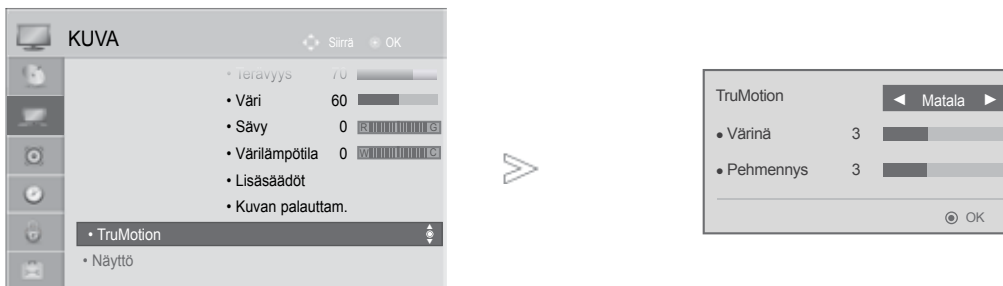 KUVA Siirrä OK
• Terävyys 70
• Väri 60
• Sävy 0 R G
• Värilämpötila 0 W C
• Lisäsäädöt
• Kuvan palauttam.
• TruMotion
• Näyttö
TruMotion ◀ Matala ▶
• Värinä 3
• Pehmennys 3
OK